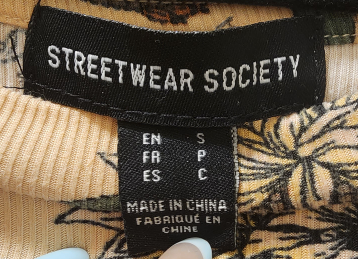 STREETWEAR SOCIETY
EN S
FR P
ES C
MADE IN CHINA
FABRIQUÉ EN
CHINE